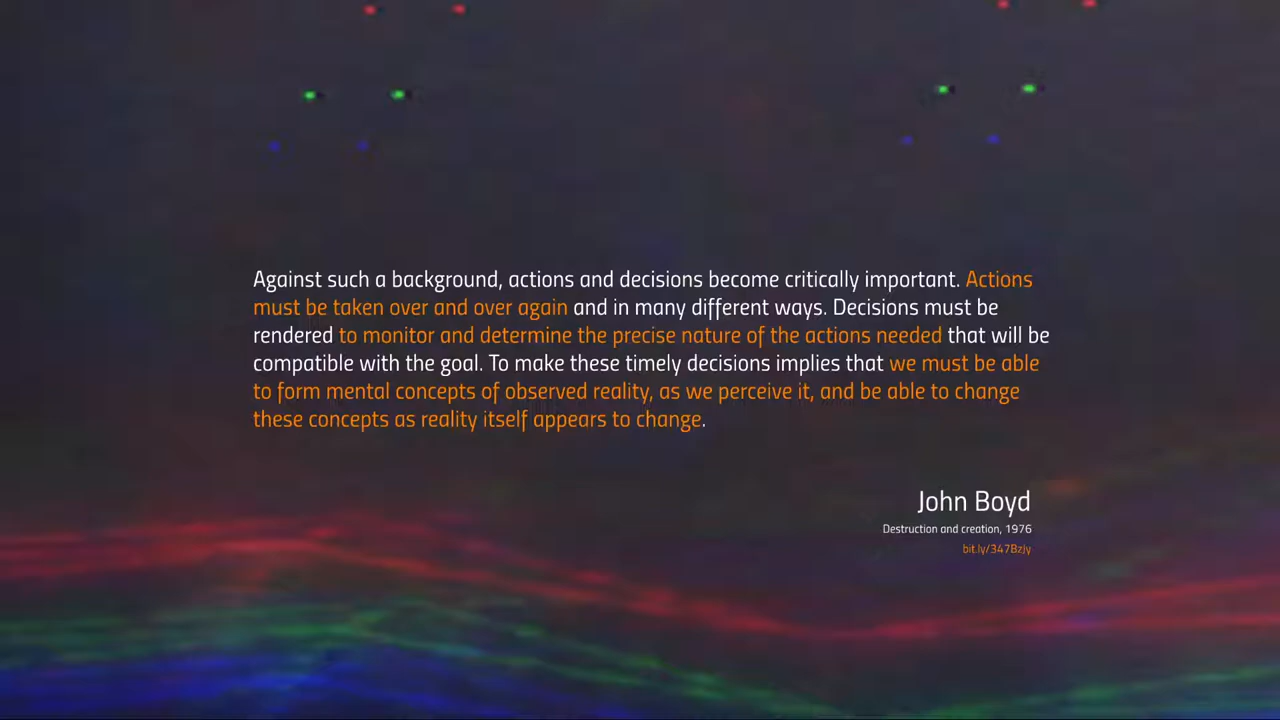 Against such a background, actions and decisions become critically important. Actions
must be taken over and over again and in many different ways. Decisions must be
rendered to monitor and determine the precise nature of the actions needed that will be
compatible with the goal. To make these timely decisions implies that we must be able
to form mental concepts of observed reality, as we perceive it, and be able to change
these concepts as reality itself appears to change.
John Boyd
Destruction and creation, 1976
bit.ly/347Bzjy